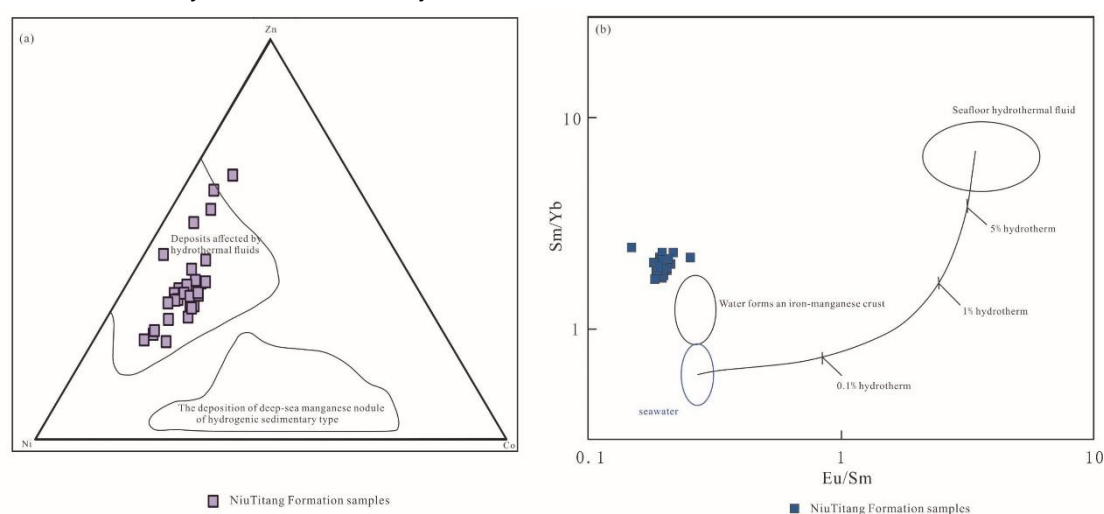 (a)
Zn
Deposits affected by
hydrothermal fluids
The deposition of deep-sea manganese nodule
of hydrogenic sedimentary type
Ni
Co
NiuTitang Formation samples
(b)
Seafloor hydrothermal fluid
10
5% hydrotherm
Sm/Yb
Water forms an iron-manganese crust
1% hydrotherm
1
0.1% hydrotherm
seawater
0.1
1
10
Eu/Sm
NiuTitang Formation samples